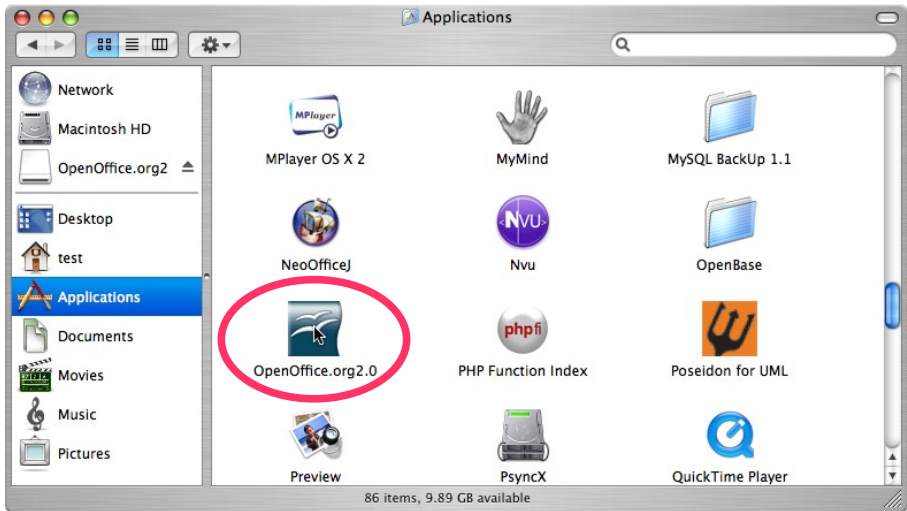 Applications
Network
Macintosh HD
OpenOffice.org2
Desktop
test
Applications
Documents
Movies
Music
Pictures
MPlayer
MPlayer OS X 2
MyMind
MySQL BackUp 1.1
NeoOfficeJ
<NVU>
Nvu
OpenBase
OpenOffice.org2.0
phpfi
PHP Function Index
Poseidon for UML
Preview
PsyncX
QuickTime Player
86 items, 9.89 GB available